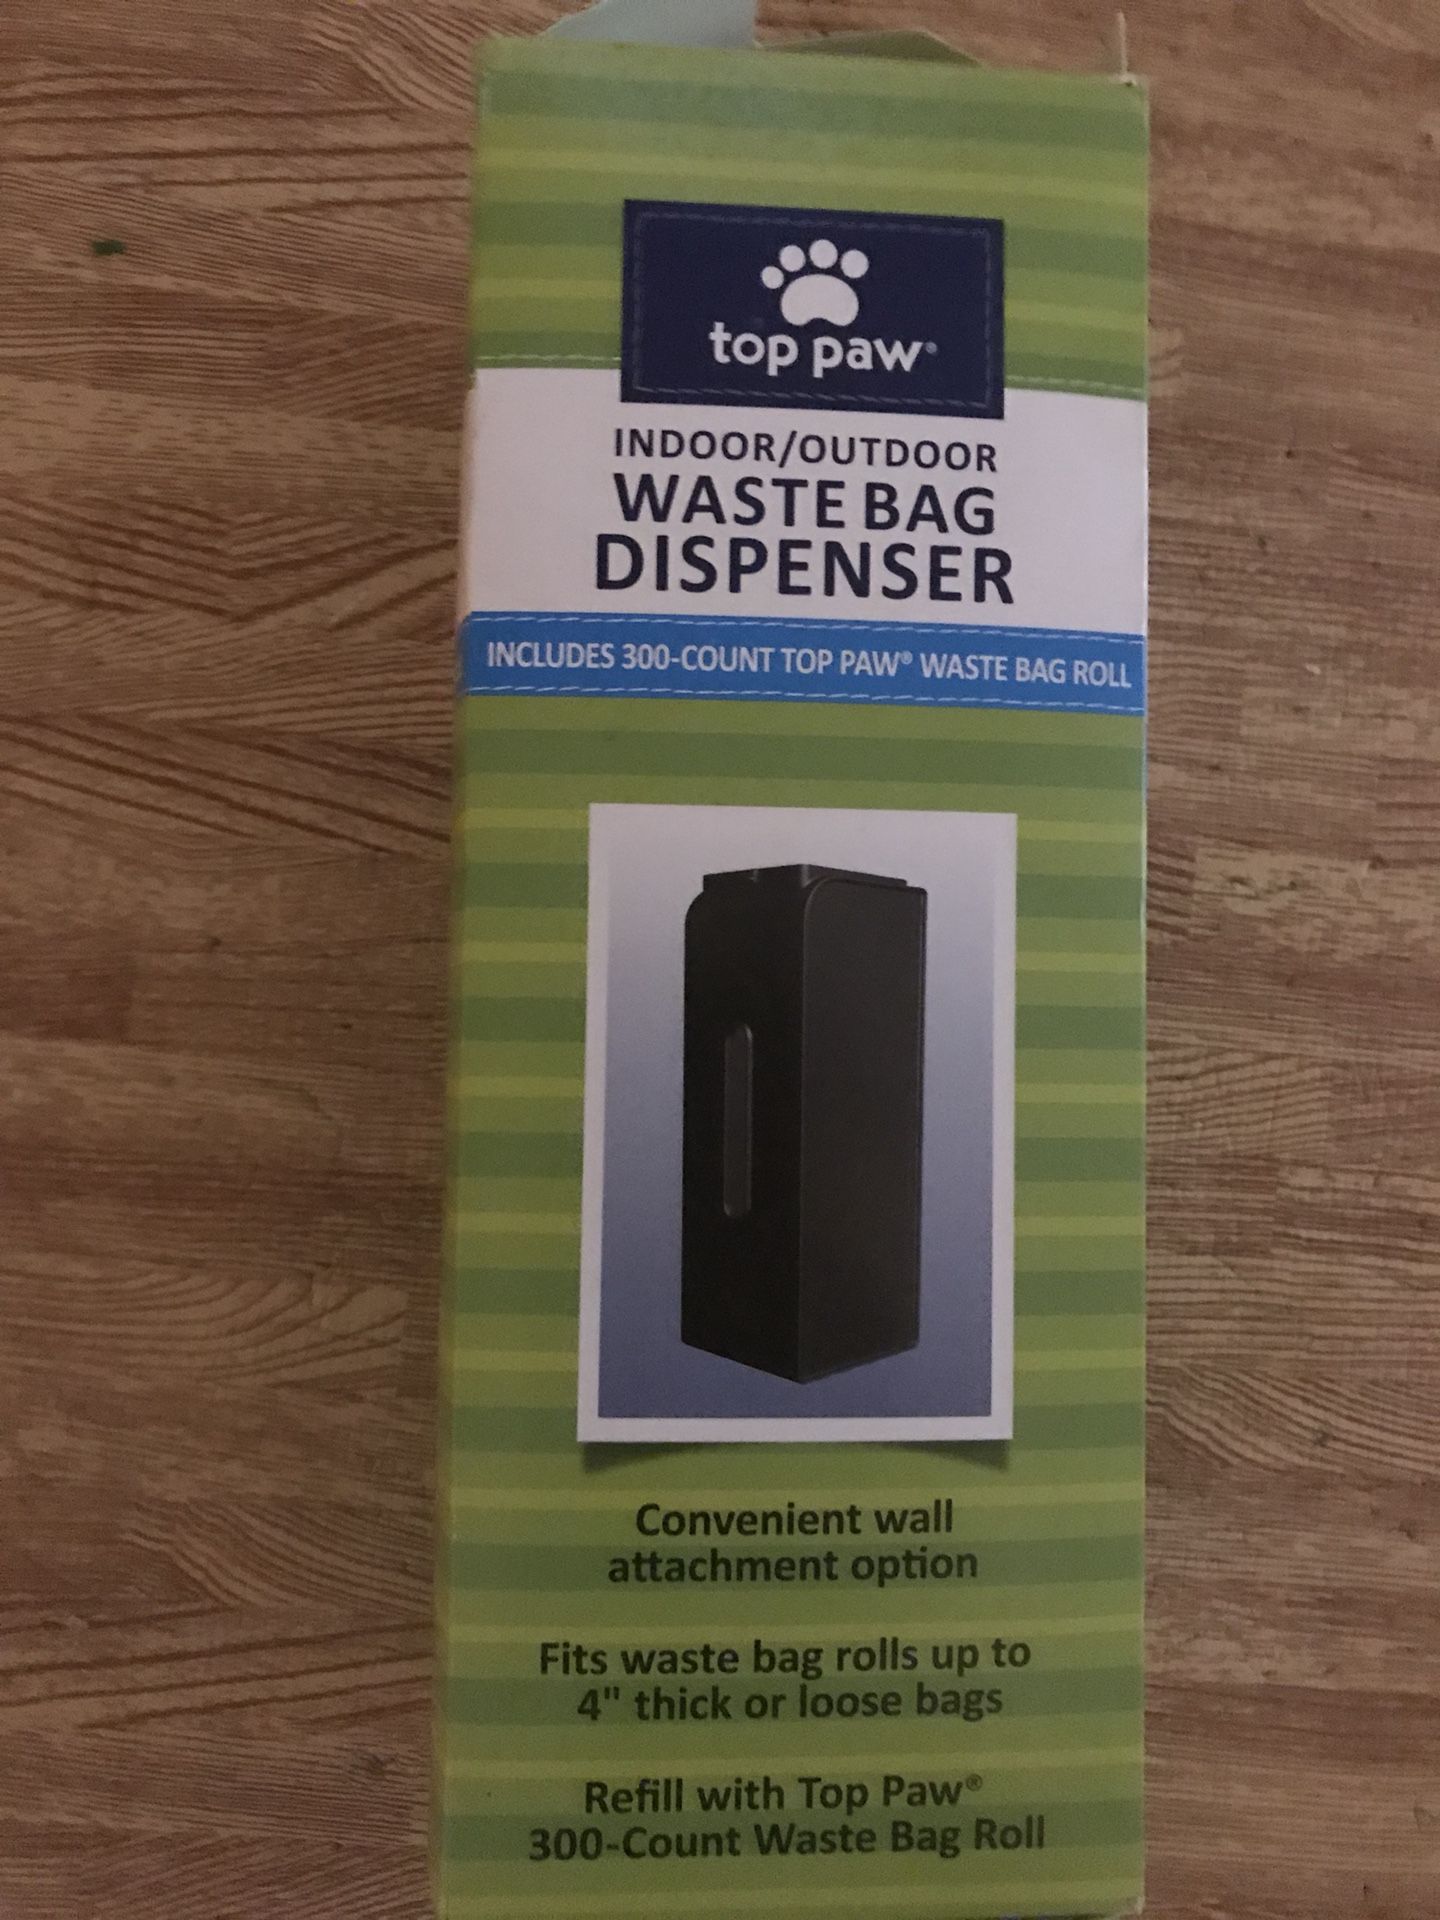 top paw®
INDOOR/OUTDOOR
WASTE BAG
DISPENSER
INCLUDES 300-COUNT TOP PAW® WASTE BAG ROLL
Convenient wall
attachment option
Fits waste bag rolls up to
4" thick or loose bags
Refill with Top Paw®
300-Count Waste Bag Roll